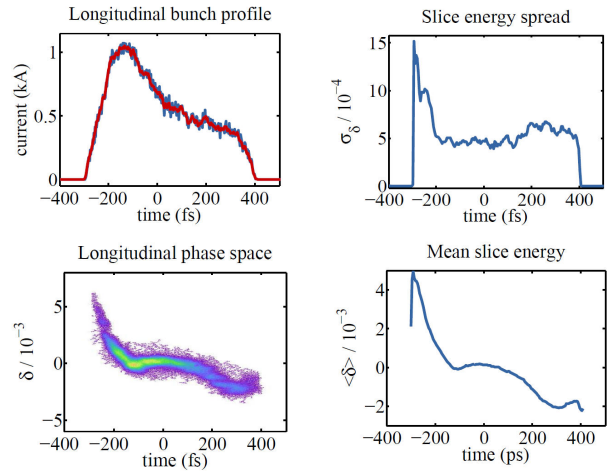 Longitudinal bunch profile
current (kA)
1
0.5
0
−400 −200 0 200 400
time (fs)
Slice energy spread
σδ / 10⁻⁴
15
10
5
0
−400 −200 0 200 400
time (fs)
Longitudinal phase space
δ / 10⁻³
5
0
−5
−400 −200 0 200 400
time (fs)
Mean slice energy
<δ> / 10⁻³
4
2
0
−2
−400 −200 0 200 400
time (ps)